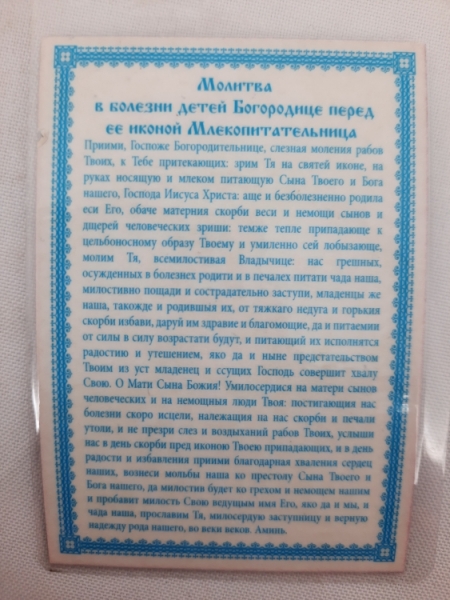 Молитва
в болезни детей Богородице перед
ее иконой Млекопитательница
Приими, Госпоже Богородительнице, слезная моления рабов
Твоих, к Тебе притекающих: зрим Тя на святей иконе, на
руках носящую и млеком питающую Сына Твоего и Бога
нашего, Господа Иисуса Христа: аще и безболезненно родила
еси Его, обаче материя скорби веси и немощи сынов и
дщерей человеческих зриши: темже тепле припадающе к
цельбоносному образу Твоему и умиленно сей лобызающе,
молим Тя, всемилостивая Владычице: нас грешных,
осужденных в болезнех родити и в печалех питати чада наша,
милостивно пощади и сострадательно заступи, младенцы же
наша, такожде и родившия их, от тяжкаго недуга и горькия
скорби избави, даруй им здравие и благомощие, да и питаемии
от силы в силу возрастати будут, и питающий их исполнятся
радостию и утешением, яко да и ныне предстательством
Твоим из уст младенец и ссущих Господь совершит хвалу
Свою. О Мати Сына Божия! Умилосердися на матери сынов
человеческих и на немощныя люди Твоя: постигающия нас
болезни скоро исцели, належащия на нас скорби и печали
утоли, и не презри слез и воздыханий рабов Твоих, услыши
нас в день скорби пред иконою Твоею припадающих, и в день
радости и избавления приими благодарная хваления сердец
наших, вознеси мольбы наша ко престолу Сына Твоего и
Бога нашего, да милостив будет ко грехом и немощем нашим
и пробавит милость Свою ведущим имя Его, яко да и мы, и
чада наша, прославим Тя, милосердую заступницу и верную
надежду рода нашего, во веки веков. Аминь.